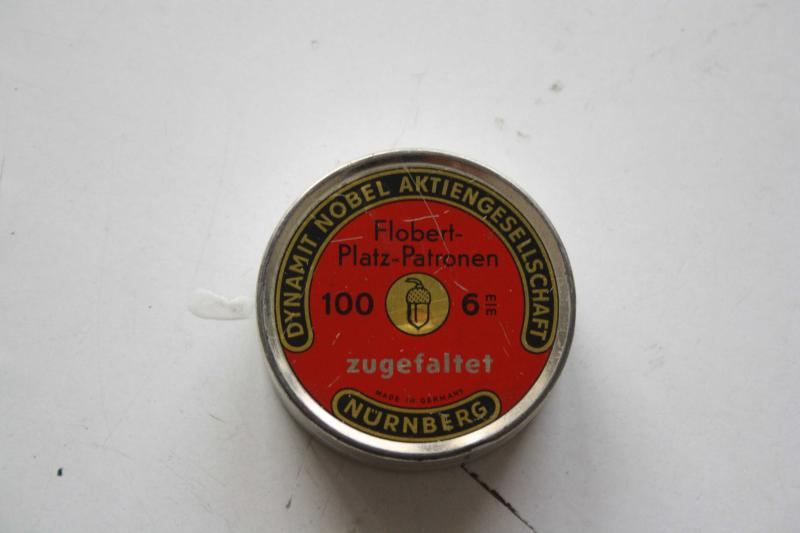 DYNAMIT NOBEL AKTIENGESELLSCHAFT
Flobert-
Platz-Patronen
100 6 mm
zugefaltet
MADE IN GERMANY
NÜRNBERG